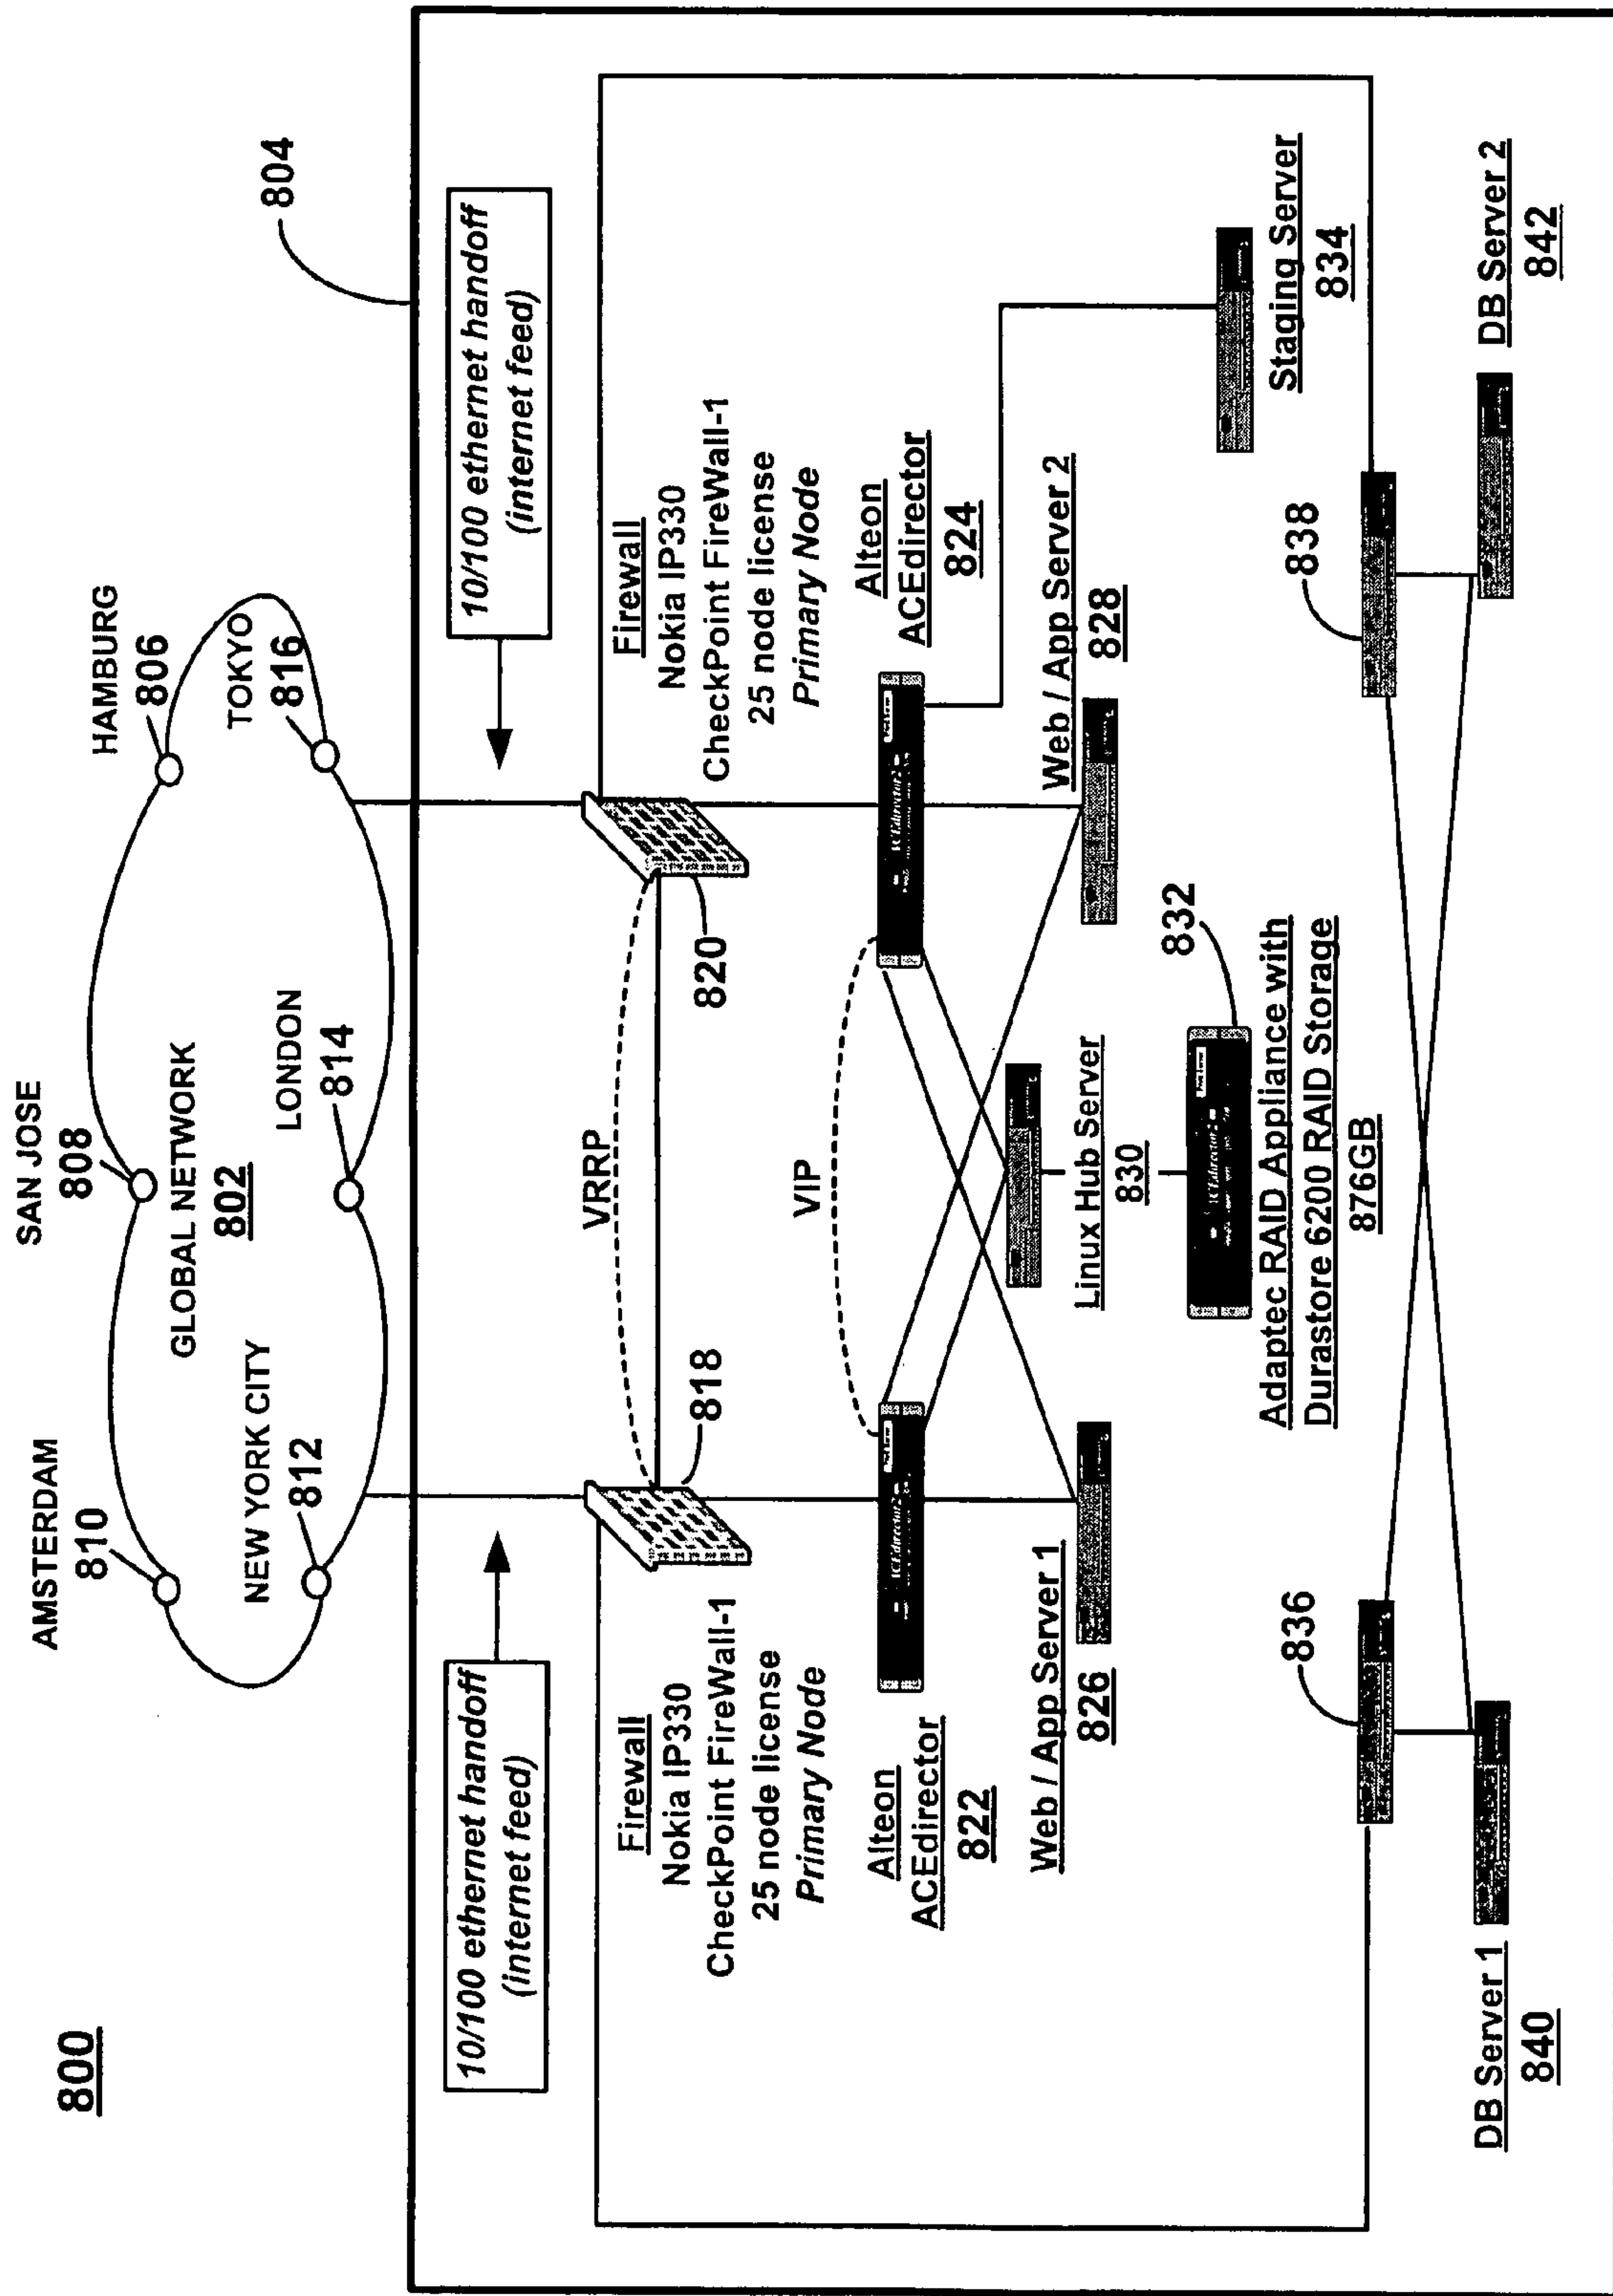 800
AMSTERDAM
810
SAN JOSE
808
HAMBURG
806
GLOBAL NETWORK
802
NEW YORK CITY
812
LONDON
814
TOKYO
816
804
10/100 ethernet handoff
(internet feed)
10/100 ethernet handoff
(internet feed)
Firewall
Nokia IP330
CheckPoint FireWall-1
25 node license
Primary Node
818
VRRP
820
Firewall
Nokia IP330
CheckPoint FireWall-1
25 node license
Primary Node
Alteon
ACEdirector
822
VIP
Alteon
ACEdirector
824
Web / App Server 1
826
Web / App Server 2
828
Linux Hub Server
830
832
Adaptec RAID Appliance with
Durastore 6200 RAID Storage
876GB
Staging Server
834
836
838
DB Server 1
840
DB Server 2
842